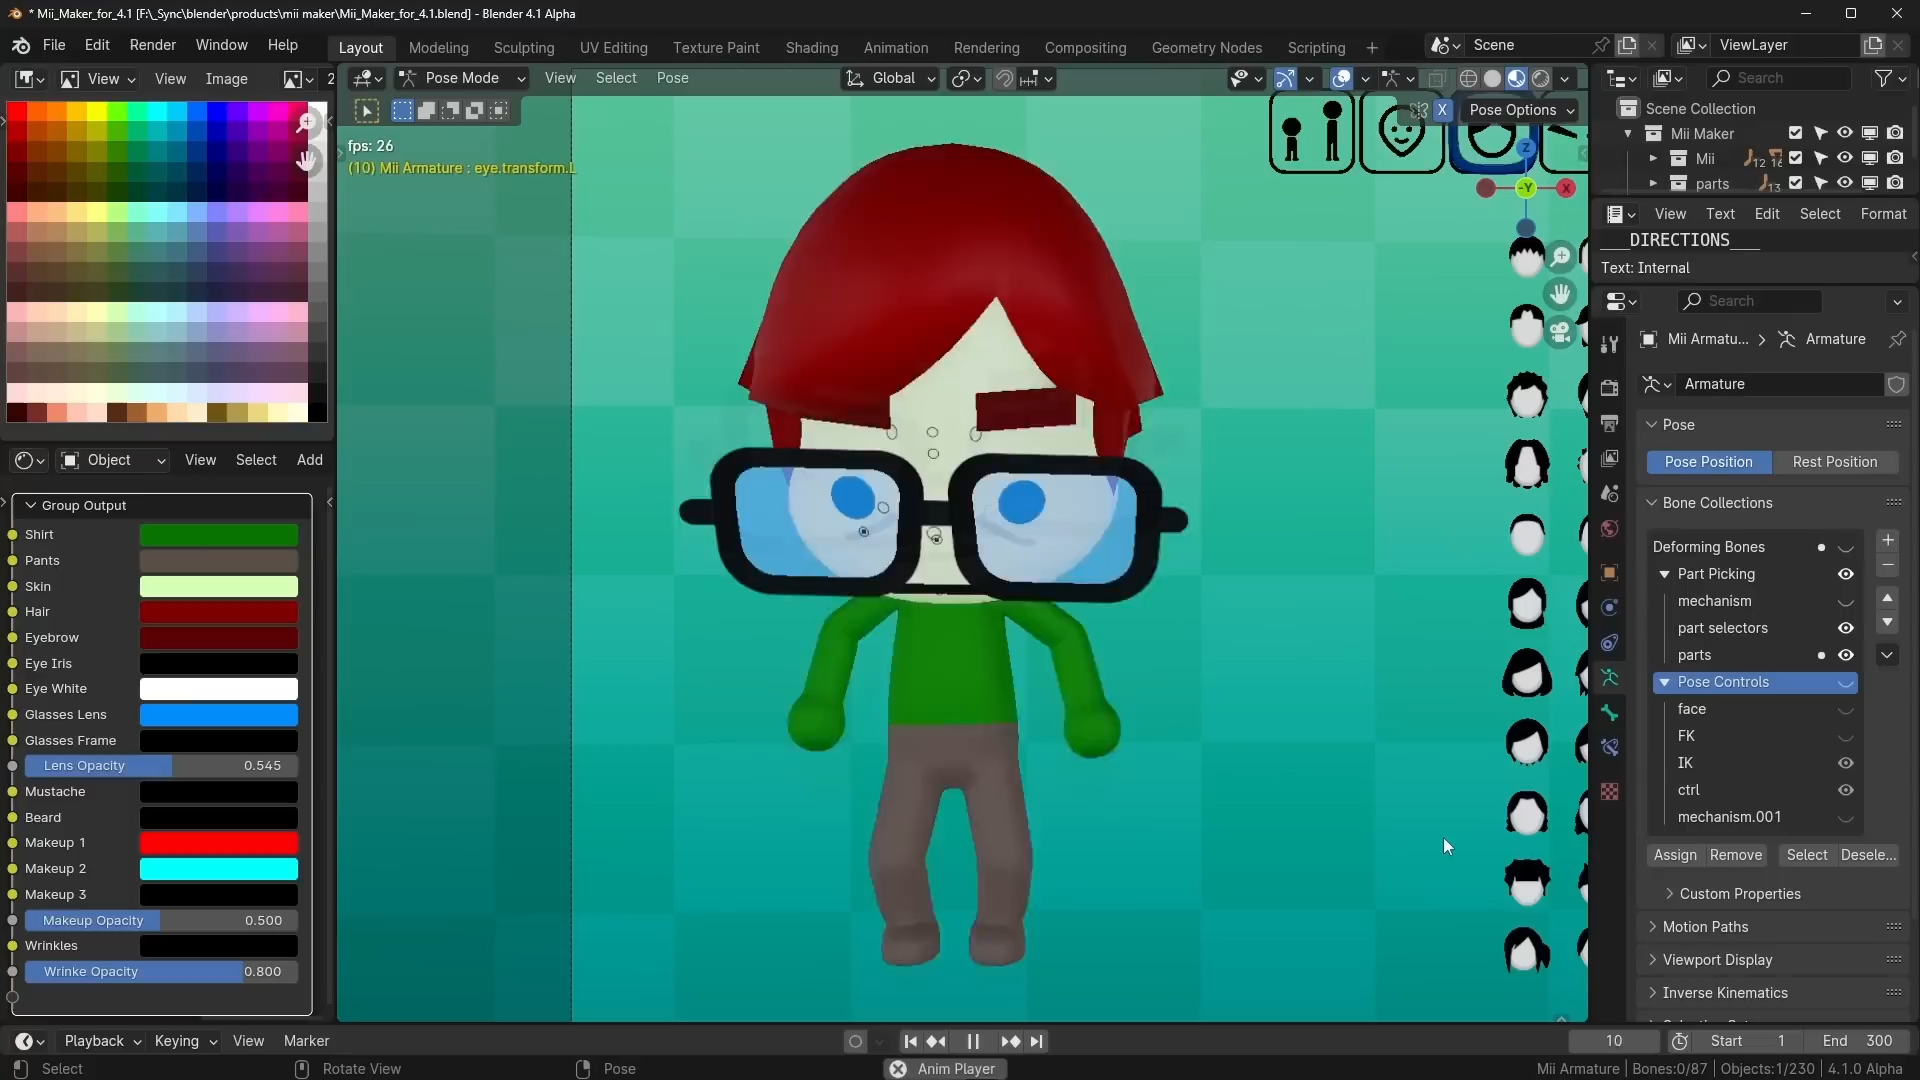 * Mii_Maker_for_4.1 [F:\_Sync\blender\products\mii maker\Mii_Maker_for_4.1.blend] - Blender 4.1 Alpha
File Edit Render Window Help Layout Modeling Sculpting UV Editing Texture Paint Shading Animation Rendering Compositing Geometry Nodes Scripting + Scene ViewLayer
View View Image 2 Pose Mode View Select Pose Global Search
X Pose Options
Scene Collection
Mii Maker
Mii 12 16
parts 13
fps: 26
(10) Mii Armature : eye.transform.L
Z
-Y X
View Text Edit Select Format
___DIRECTIONS___
Text: Internal
Search
Mii Armatu... > Armature
Armature
Pose
Pose Position Rest Position
Bone Collections
Deforming Bones
Part Picking
mechanism
part selectors
parts
Pose Controls
face
FK
IK
ctrl
mechanism.001
Assign Remove Select Desele...
Custom Properties
Motion Paths
Viewport Display
Inverse Kinematics
Object View Select Add
Group Output
Shirt
Pants
Skin
Hair
Eyebrow
Eye Iris
Eye White
Glasses Lens
Glasses Frame
Lens Opacity 0.545
Mustache
Beard
Makeup 1
Makeup 2
Makeup 3
Makeup Opacity 0.500
Wrinkles
Wrinke Opacity 0.800
Playback Keying View Marker 10 Start 1 End 300
Select Rotate View Pose Anim Player Mii Armature | Bones:0/87 | Objects:1/230 | 4.1.0 Alpha